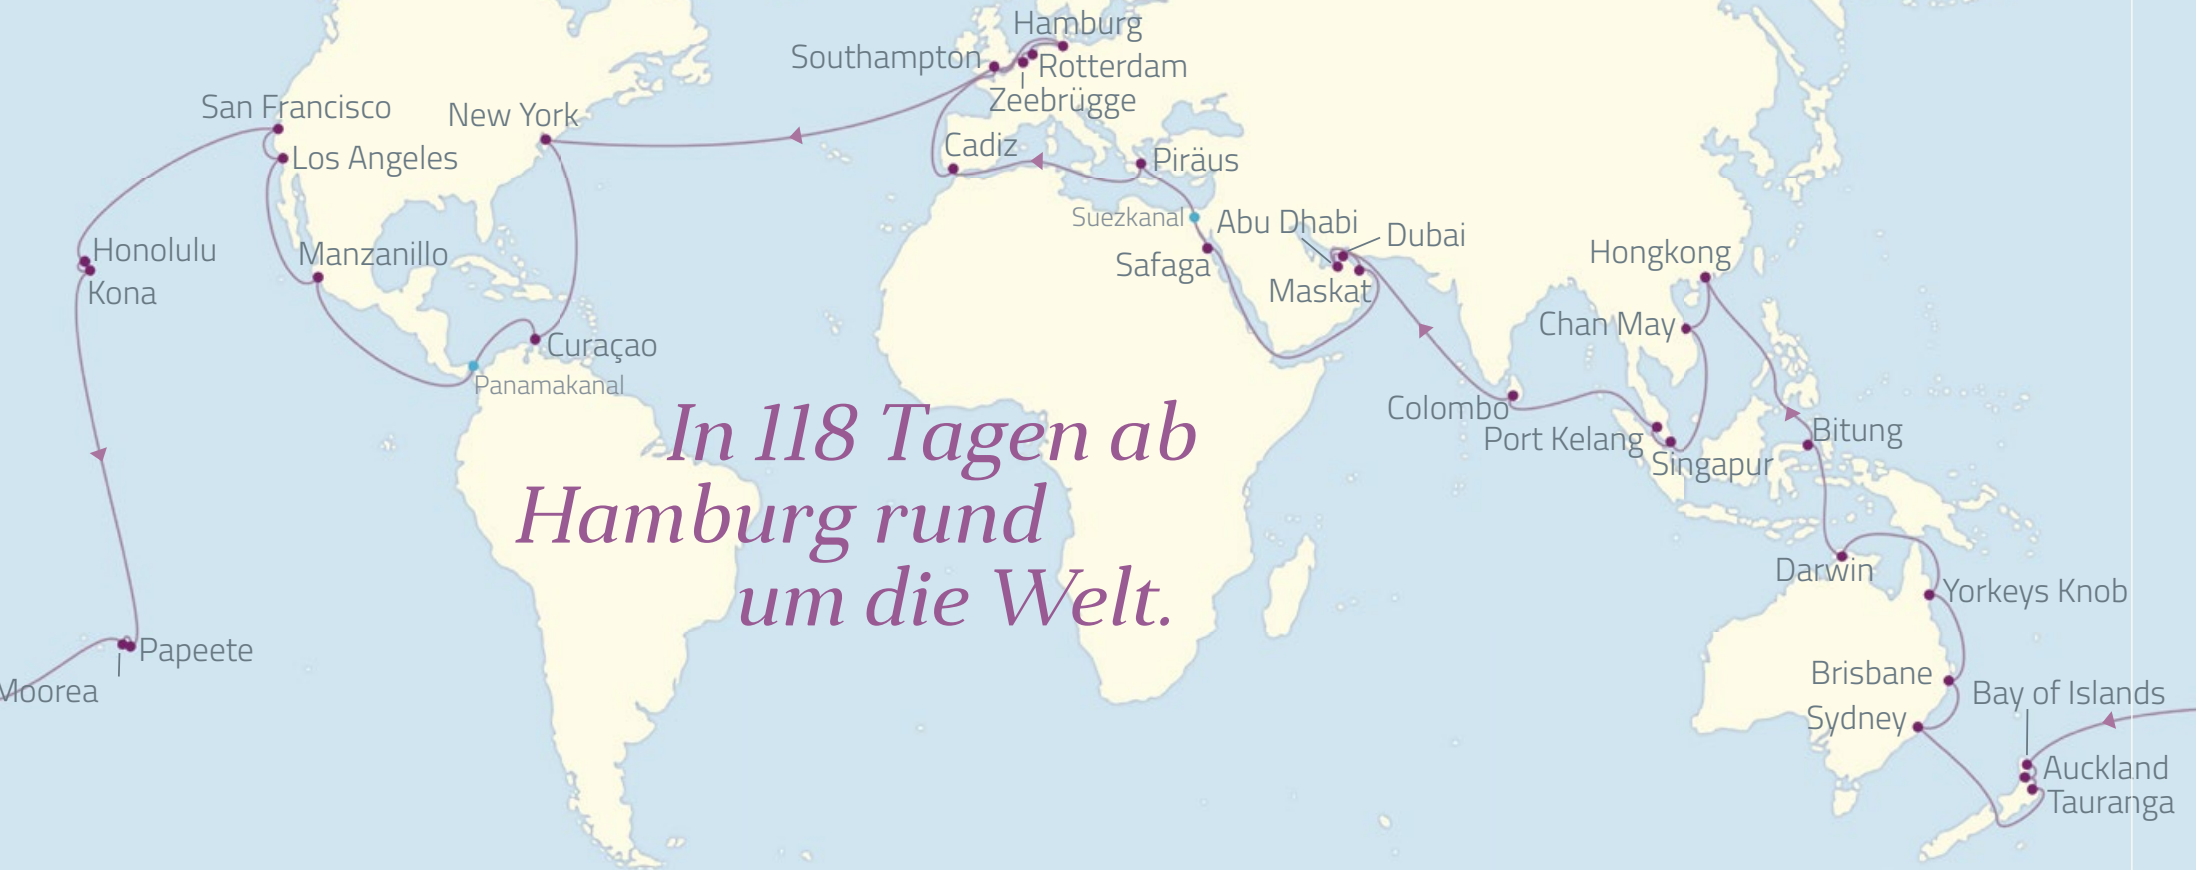 Hamburg
Southampton
Rotterdam
Zeebrügge
San Francisco
New York
Cadiz
Los Angeles
Piräus
Suezkanal
Abu Dhabi
Dubai
Honolulu
Manzanillo
Safaga
Hongkong
Kona
Maskat
Chan May
Curaçao
Panamakanal
Colombo
In 118 Tagen ab
Hamburg rund
um die Welt.
Port Kelang
Bitung
Singapur
Darwin
Yorkeys Knob
Papeete
Moorea
Brisbane
Bay of Islands
Sydney
Auckland
Tauranga